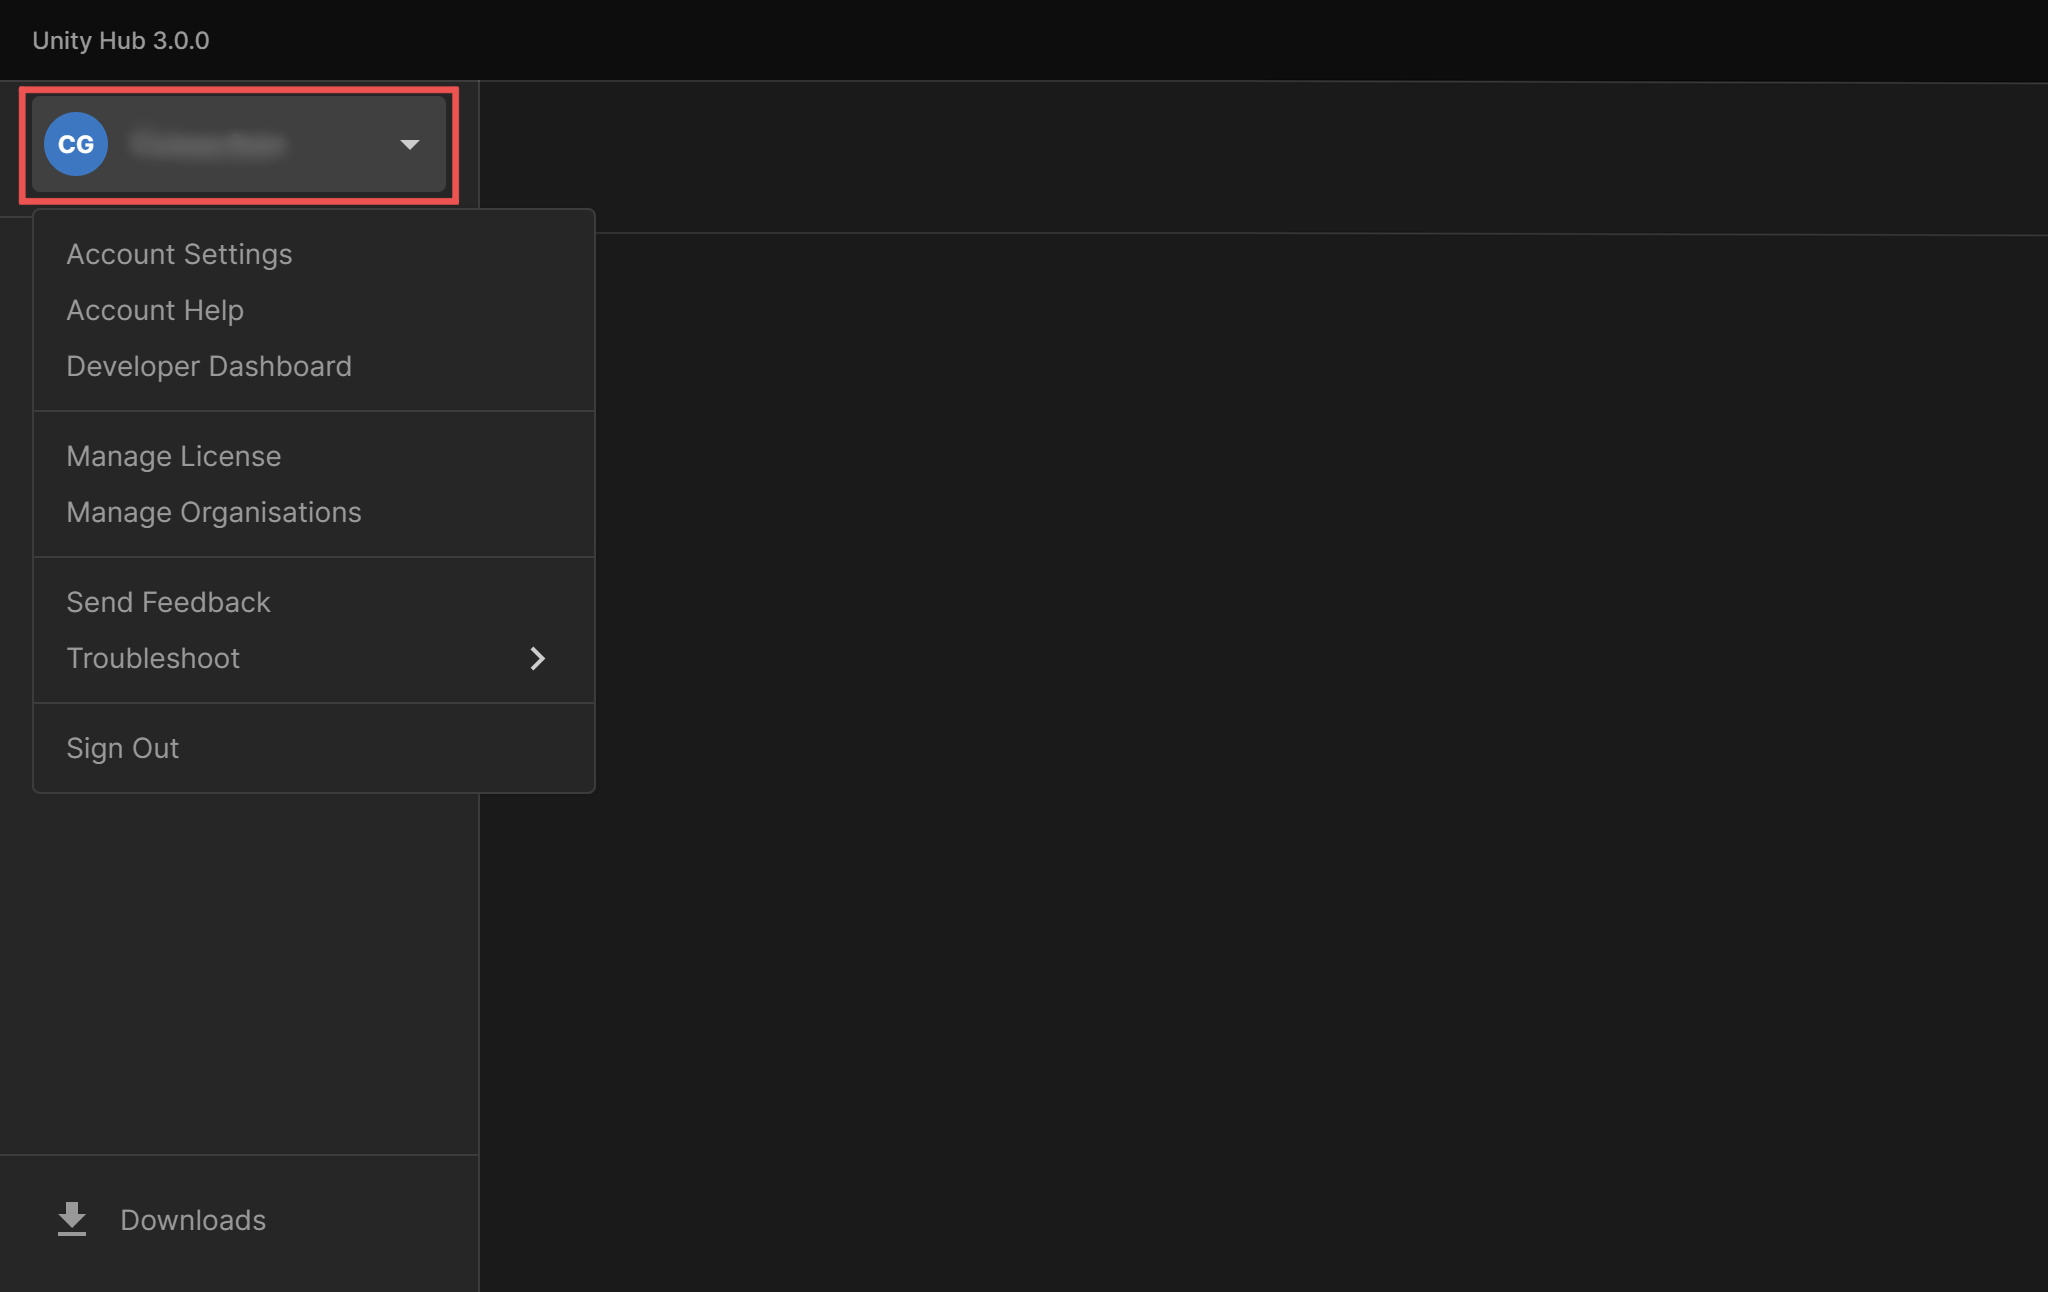 Unity Hub 3.0.0
CG
Account Settings
Account Help
Developer Dashboard
Manage License
Manage Organisations
Send Feedback
Troubleshoot
Sign Out
Downloads